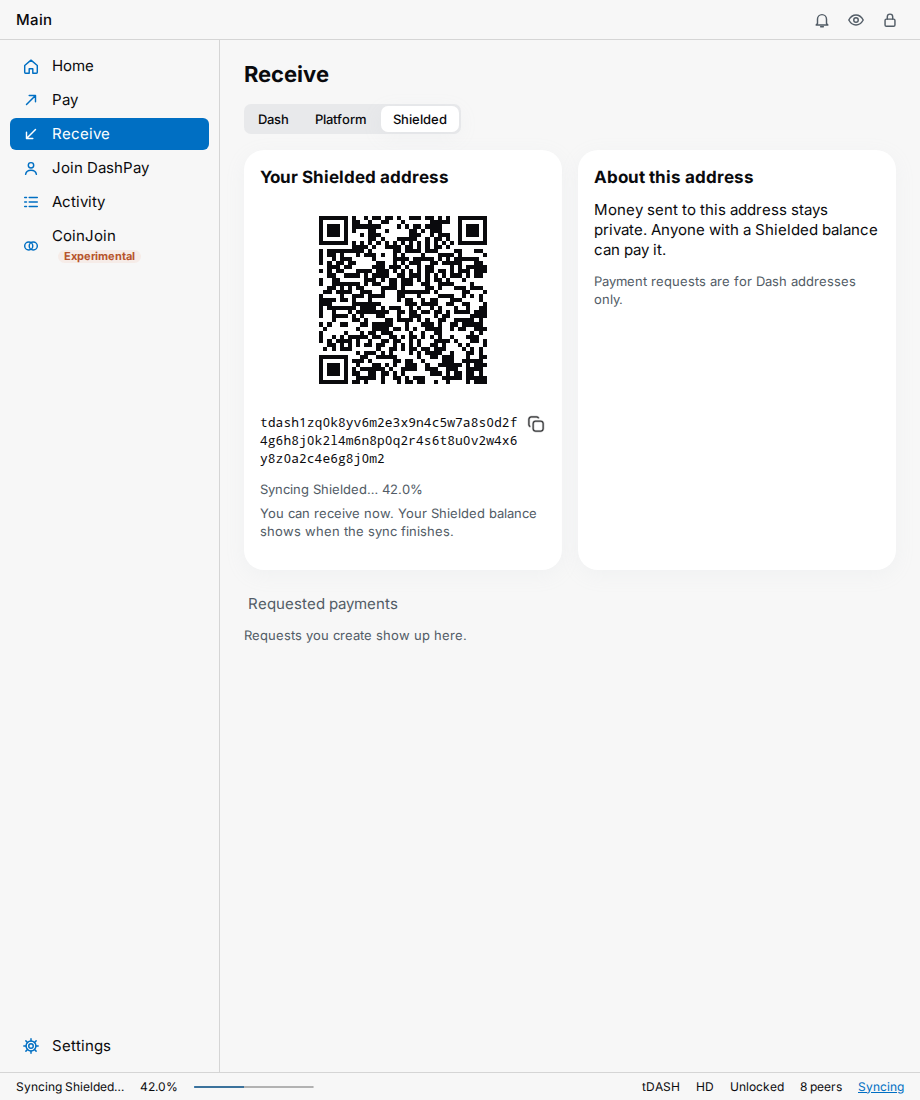 Main
Home
Pay
Receive
Join DashPay
Activity
CoinJoin
Experimental
Settings
Receive
Dash Platform Shielded
Your Shielded address
tdash1zq0k8yv6m2e3x9n4c5w7a8s0d2f
4g6h8j0k2l4m6n8p0q2r4s6t8u0v2w4x6
y8z0a2c4e6g8j0m2
Syncing Shielded... 42.0%
You can receive now. Your Shielded balance
shows when the sync finishes.
About this address
Money sent to this address stays
private. Anyone with a Shielded balance
can pay it.
Payment requests are for Dash addresses
only.
Requested payments
Requests you create show up here.
Syncing Shielded... 42.0% tDASH HD Unlocked 8 peers Syncing